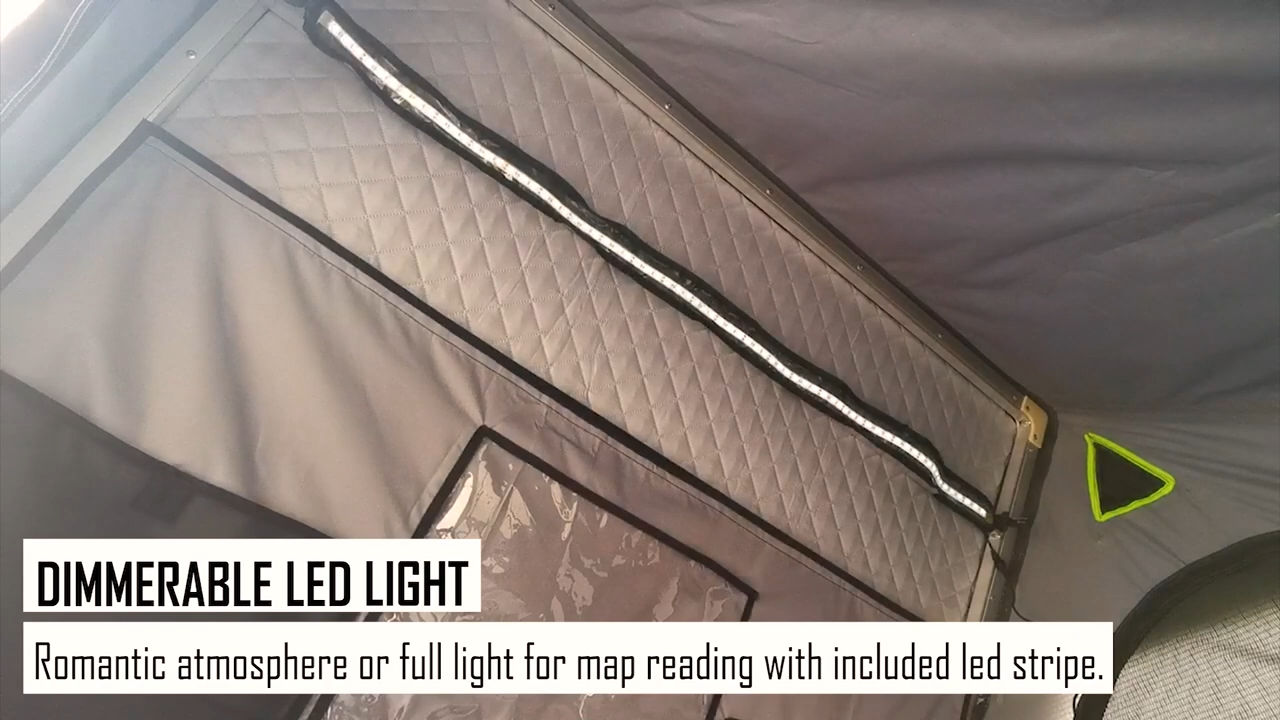 DIMMERABLE LED LIGHT
Romantic atmosphere or full light for map reading with included led stripe.